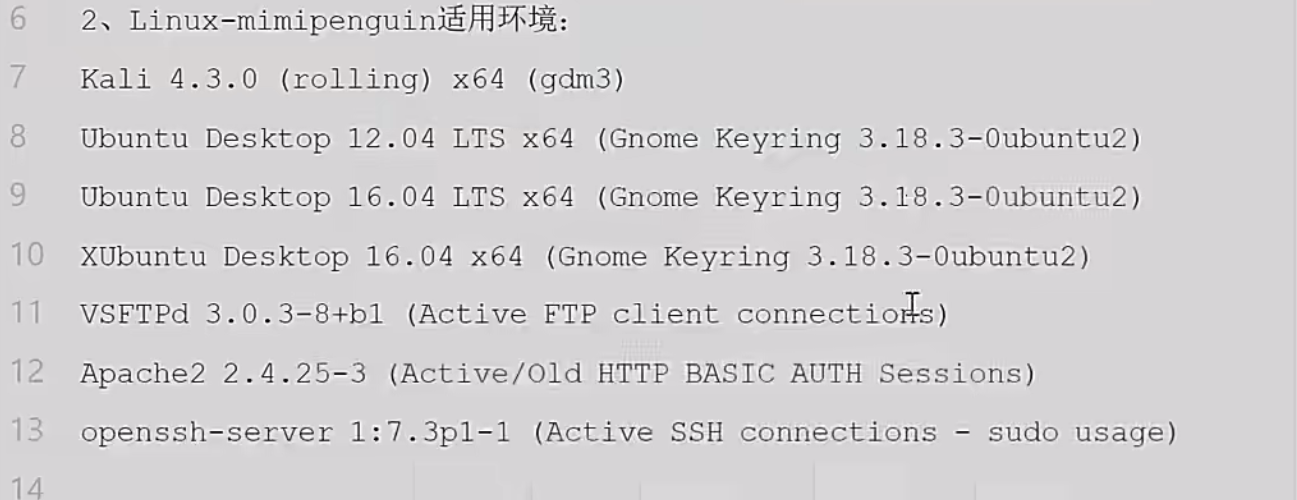 6 2、Linux-mimipenguin适用环境:
7 Kali 4.3.0 (rolling) x64 (gdm3)
8 Ubuntu Desktop 12.04 LTS x64 (Gnome Keyring 3.18.3-0ubuntu2)
9 Ubuntu Desktop 16.04 LTS x64 (Gnome Keyring 3.18.3-0ubuntu2)
10 XUbuntu Desktop 16.04 x64 (Gnome Keyring 3.18.3-0ubuntu2)
11 VSFTPd 3.0.3-8+b1 (Active FTP client connections)
12 Apache2 2.4.25-3 (Active/Old HTTP BASIC AUTH Sessions)
13 openssh-server 1:7.3p1-1 (Active SSH connections - sudo usage)
14